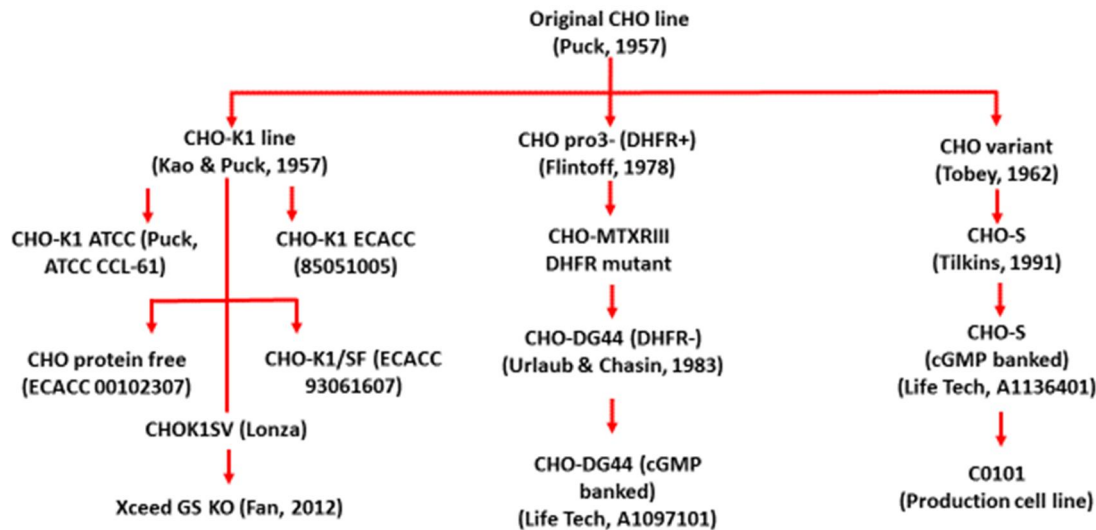 Original CHO line
(Puck, 1957)
CHO-K1 line
(Kao & Puck, 1957)
CHO-K1 ATCC (Puck,
ATCC CCL-61)
CHO-K1 ECACC
(85051005)
CHO protein free
(ECACC 00102307)
CHO-K1/SF (ECACC
93061607)
CHOK1SV (Lonza)
Xceed GS KO (Fan, 2012)
CHO pro3- (DHFR+)
(Flintoff, 1978)
CHO-MTXRIII
DHFR mutant
CHO-DG44 (DHFR-)
(Urlaub & Chasin, 1983)
CHO-DG44 (cGMP
banked)
(Life Tech, A1097101)
CHO variant
(Tobey, 1962)
CHO-S
(Tilkins, 1991)
CHO-S
(cGMP banked)
(Life Tech, A1136401)
C0101
(Production cell line)